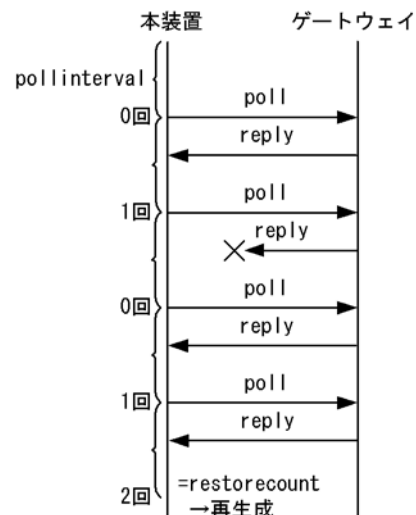 本装置 ゲートウェイ
pollinterval
poll
0回
reply
poll
1回
reply
poll
0回
reply
poll
1回
reply
=restorecount
2回
→再生成